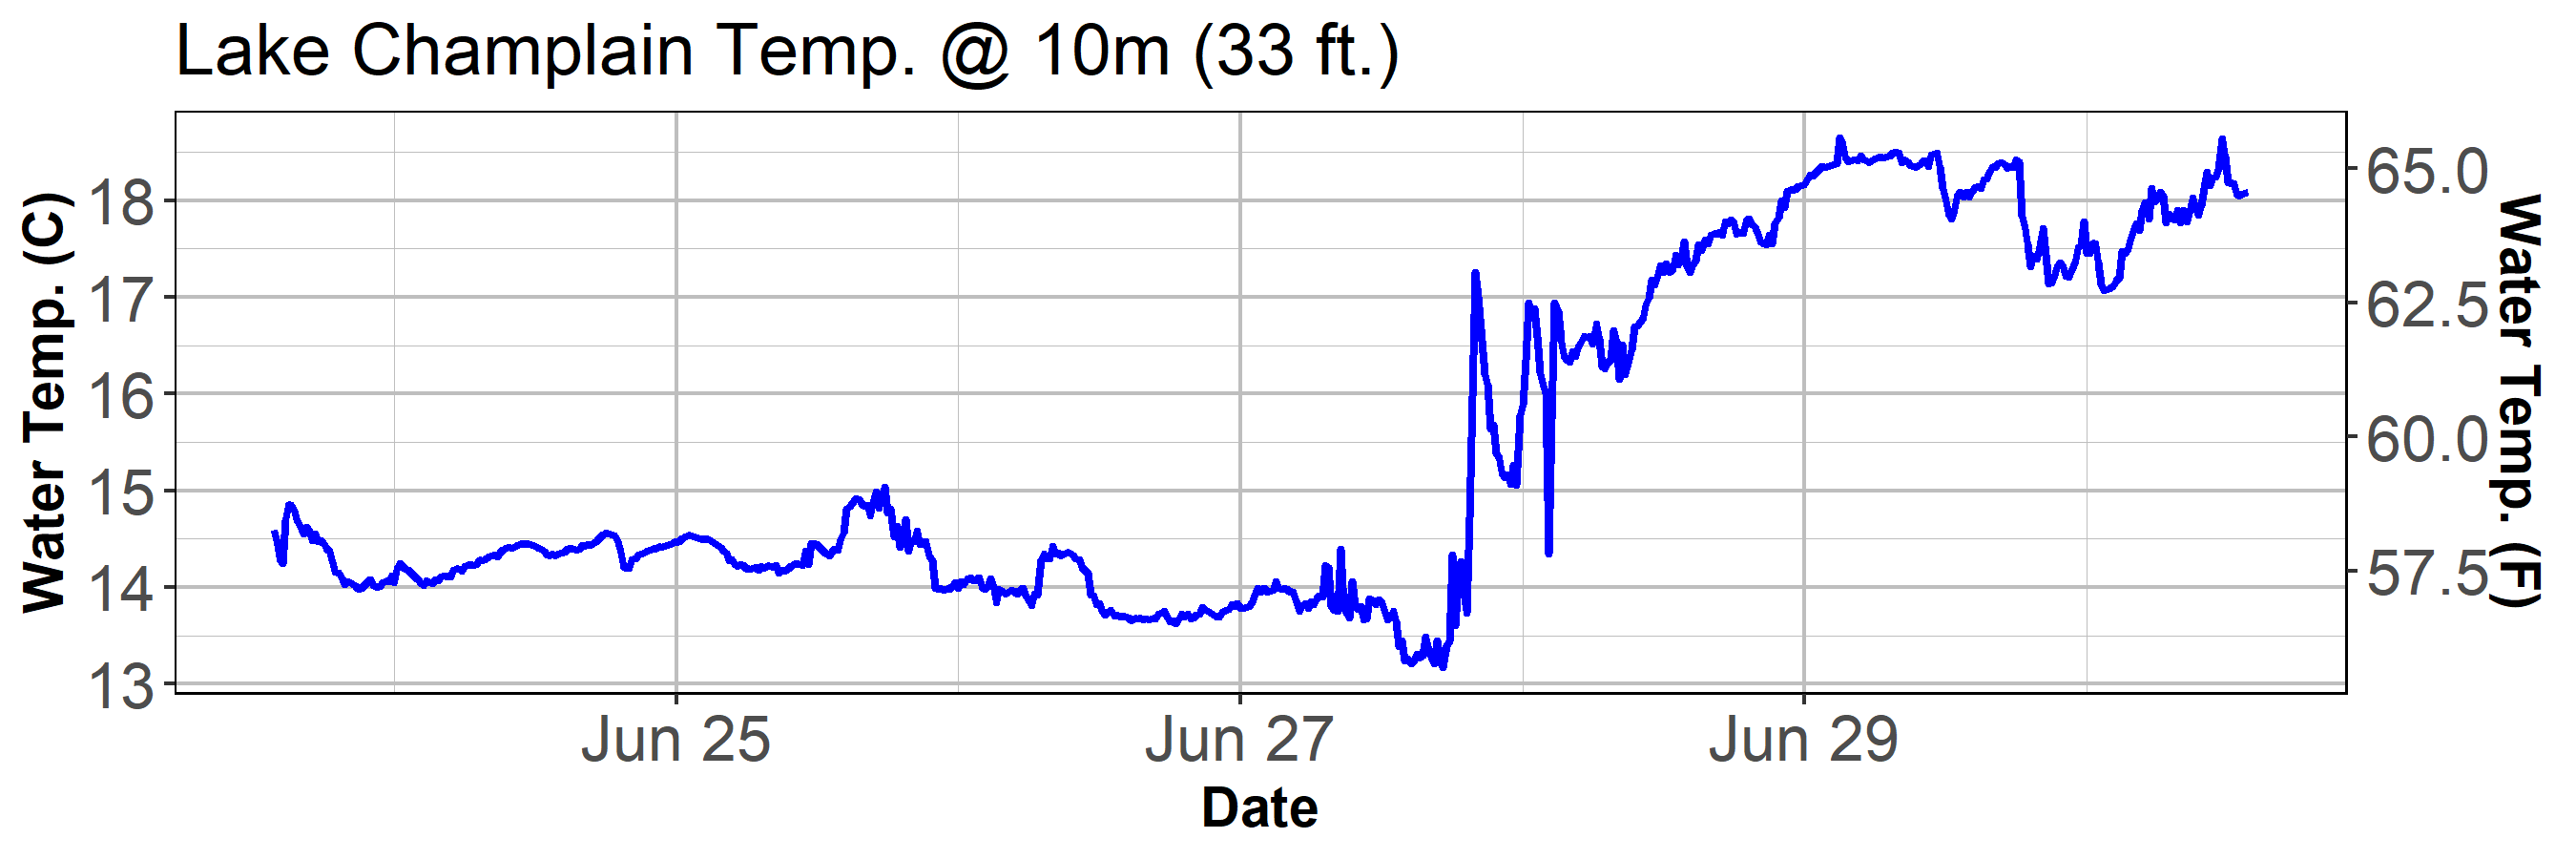 Lake Champlain Temp. @ 10m (33 ft.)
Water Temp. (C)
18
17
16
15
14
13
65.0
62.5
60.0
57.5
Water Temp. (F)
Jun 25
Jun 27
Jun 29
Date